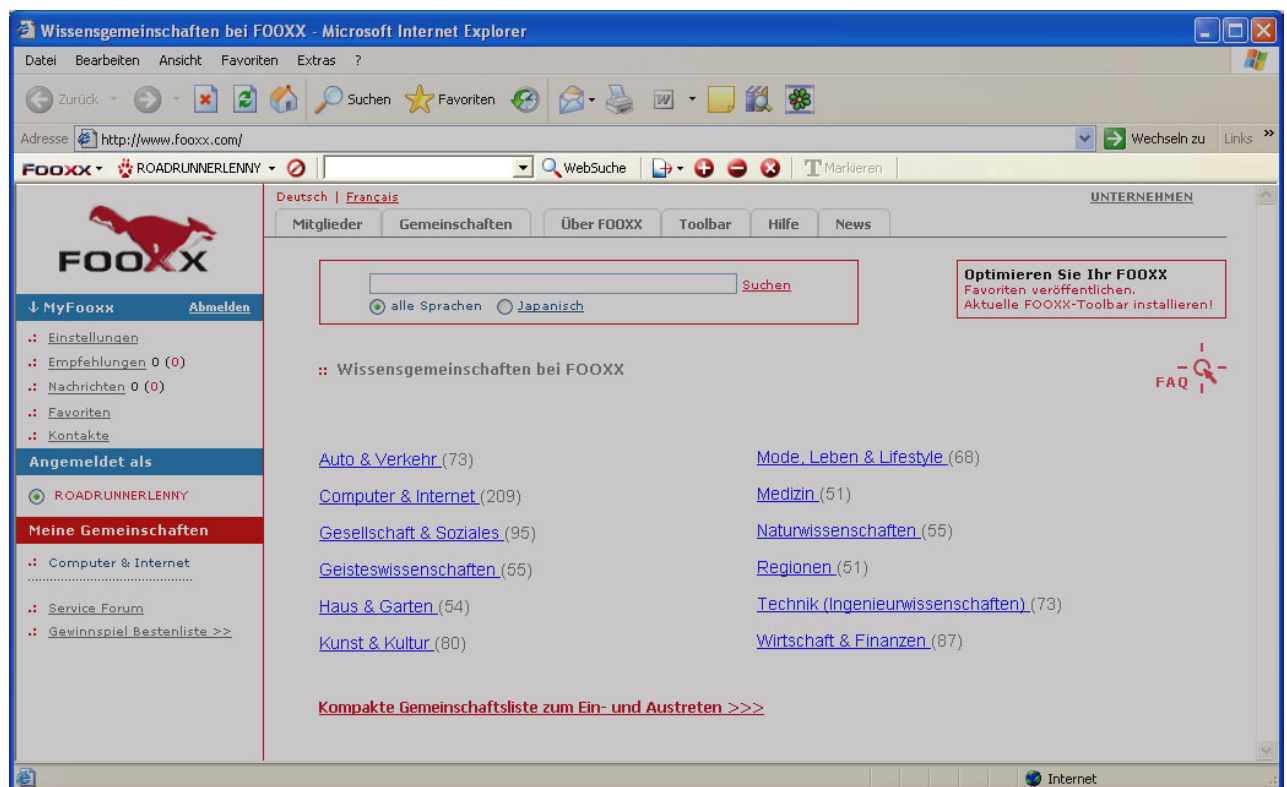 Wissensgemeinschaften bei FOOXX - Microsoft Internet Explorer
Datei Bearbeiten Ansicht Favoriten Extras ?
Zurück Suchen Favoriten
Adresse http://www.fooxx.com/ Wechseln zu Links »
FOOXX ROADRUNNERLENNY WebSuche Markieren
FOOXX
↓ MyFooxx Abmelden
.: Einstellungen
.: Empfehlungen 0 (0)
.: Nachrichten 0 (0)
.: Favoriten
.: Kontakte
Angemeldet als
ROADRUNNERLENNY
Meine Gemeinschaften
.: Computer & Internet
.: Service Forum
.: Gewinnspiel Bestenliste >>
Deutsch | Français UNTERNEHMEN
Mitglieder Gemeinschaften Über FOOXX Toolbar Hilfe News
Suchen
alle Sprachen Japanisch
Optimieren Sie Ihr FOOXX
Favoriten veröffentlichen.
Aktuelle FOOXX-Toolbar installieren!
:: Wissensgemeinschaften bei FOOXX
FAQ
Auto & Verkehr (73)
Computer & Internet (209)
Gesellschaft & Soziales (95)
Geisteswissenschaften (55)
Haus & Garten (54)
Kunst & Kultur (80)
Mode, Leben & Lifestyle (68)
Medizin (51)
Naturwissenschaften (55)
Regionen (51)
Technik (Ingenieurwissenschaften) (73)
Wirtschaft & Finanzen (87)
Kompakte Gemeinschaftsliste zum Ein- und Austreten >>>
Internet